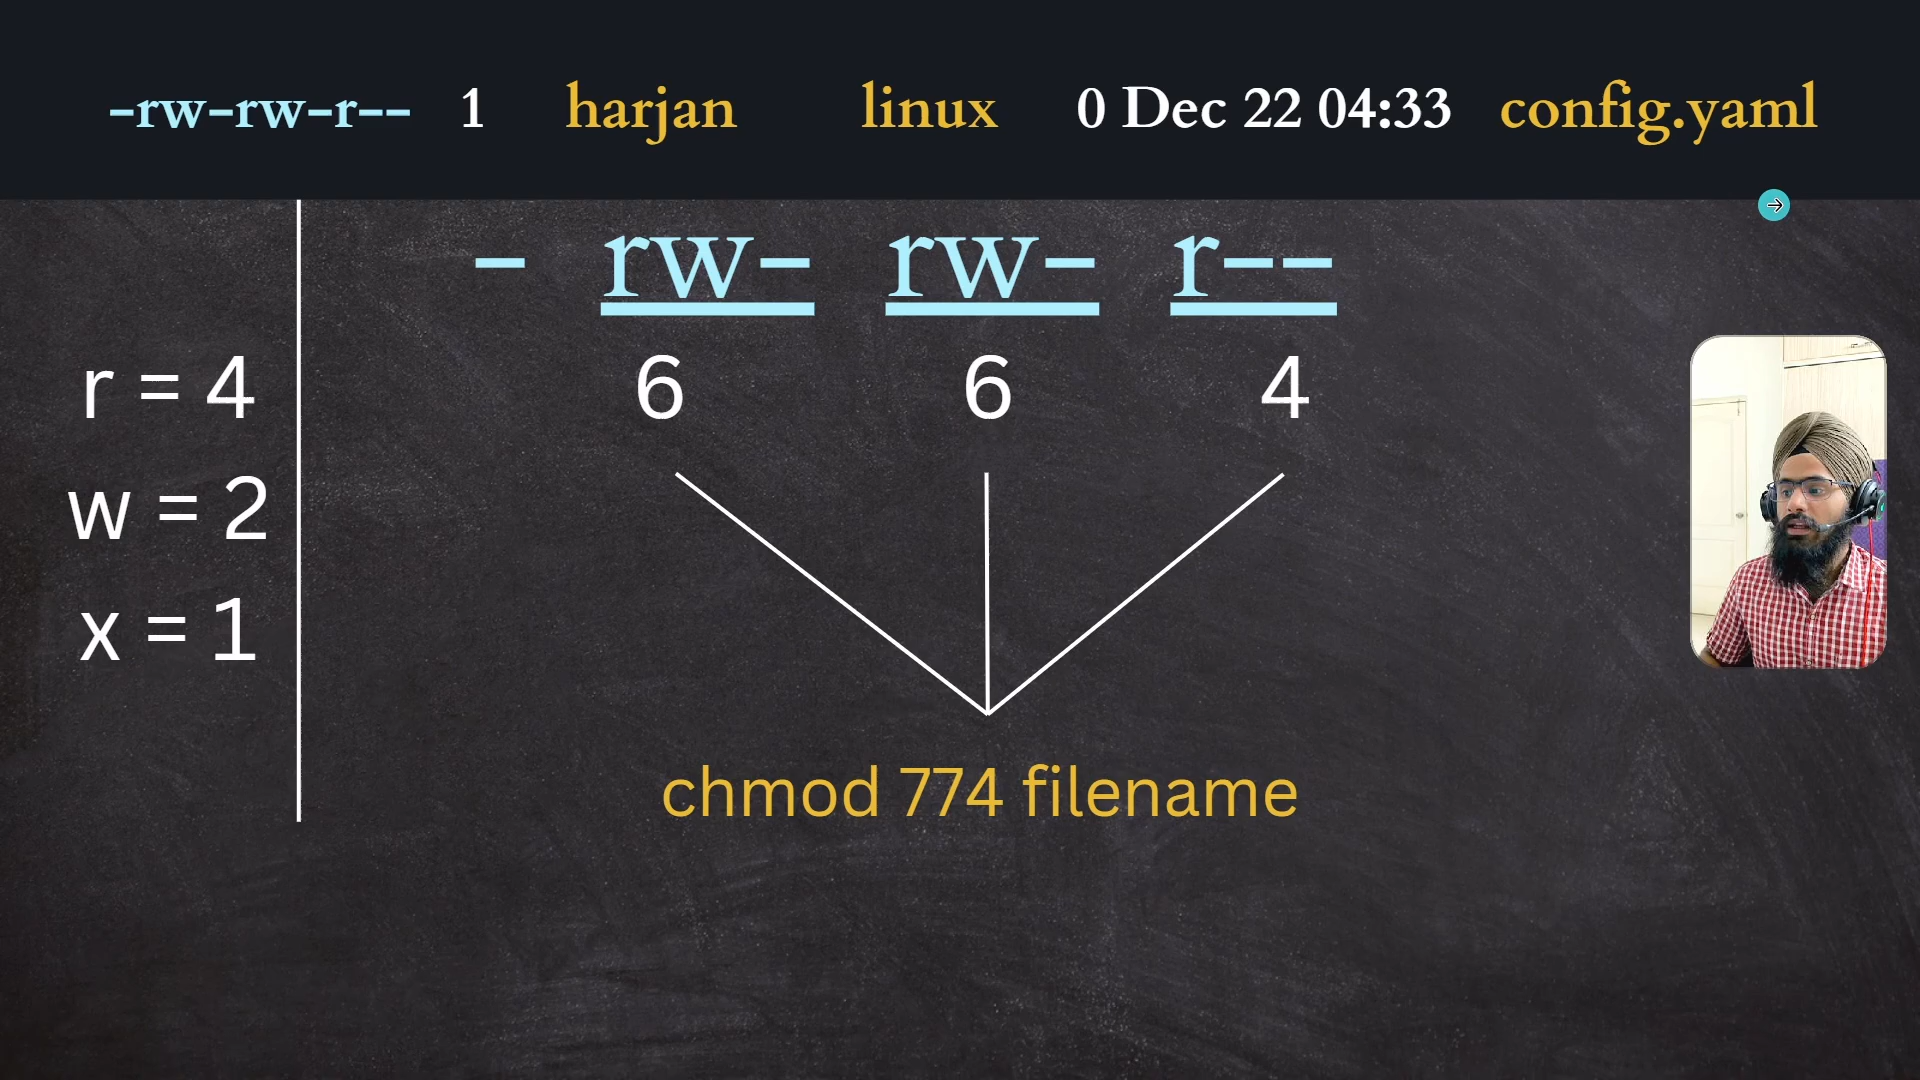 -rw-rw-r-- 1 harjan linux 0 Dec 22 04:33 config.yaml
- rw- rw- r--
6 6 4
r = 4
w = 2
x = 1
chmod 774 filename